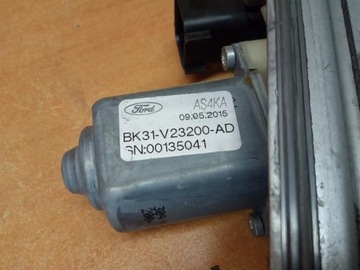 Ford
AS4KA
09.05.2015
BK31-V23200-AD
SN:00135041